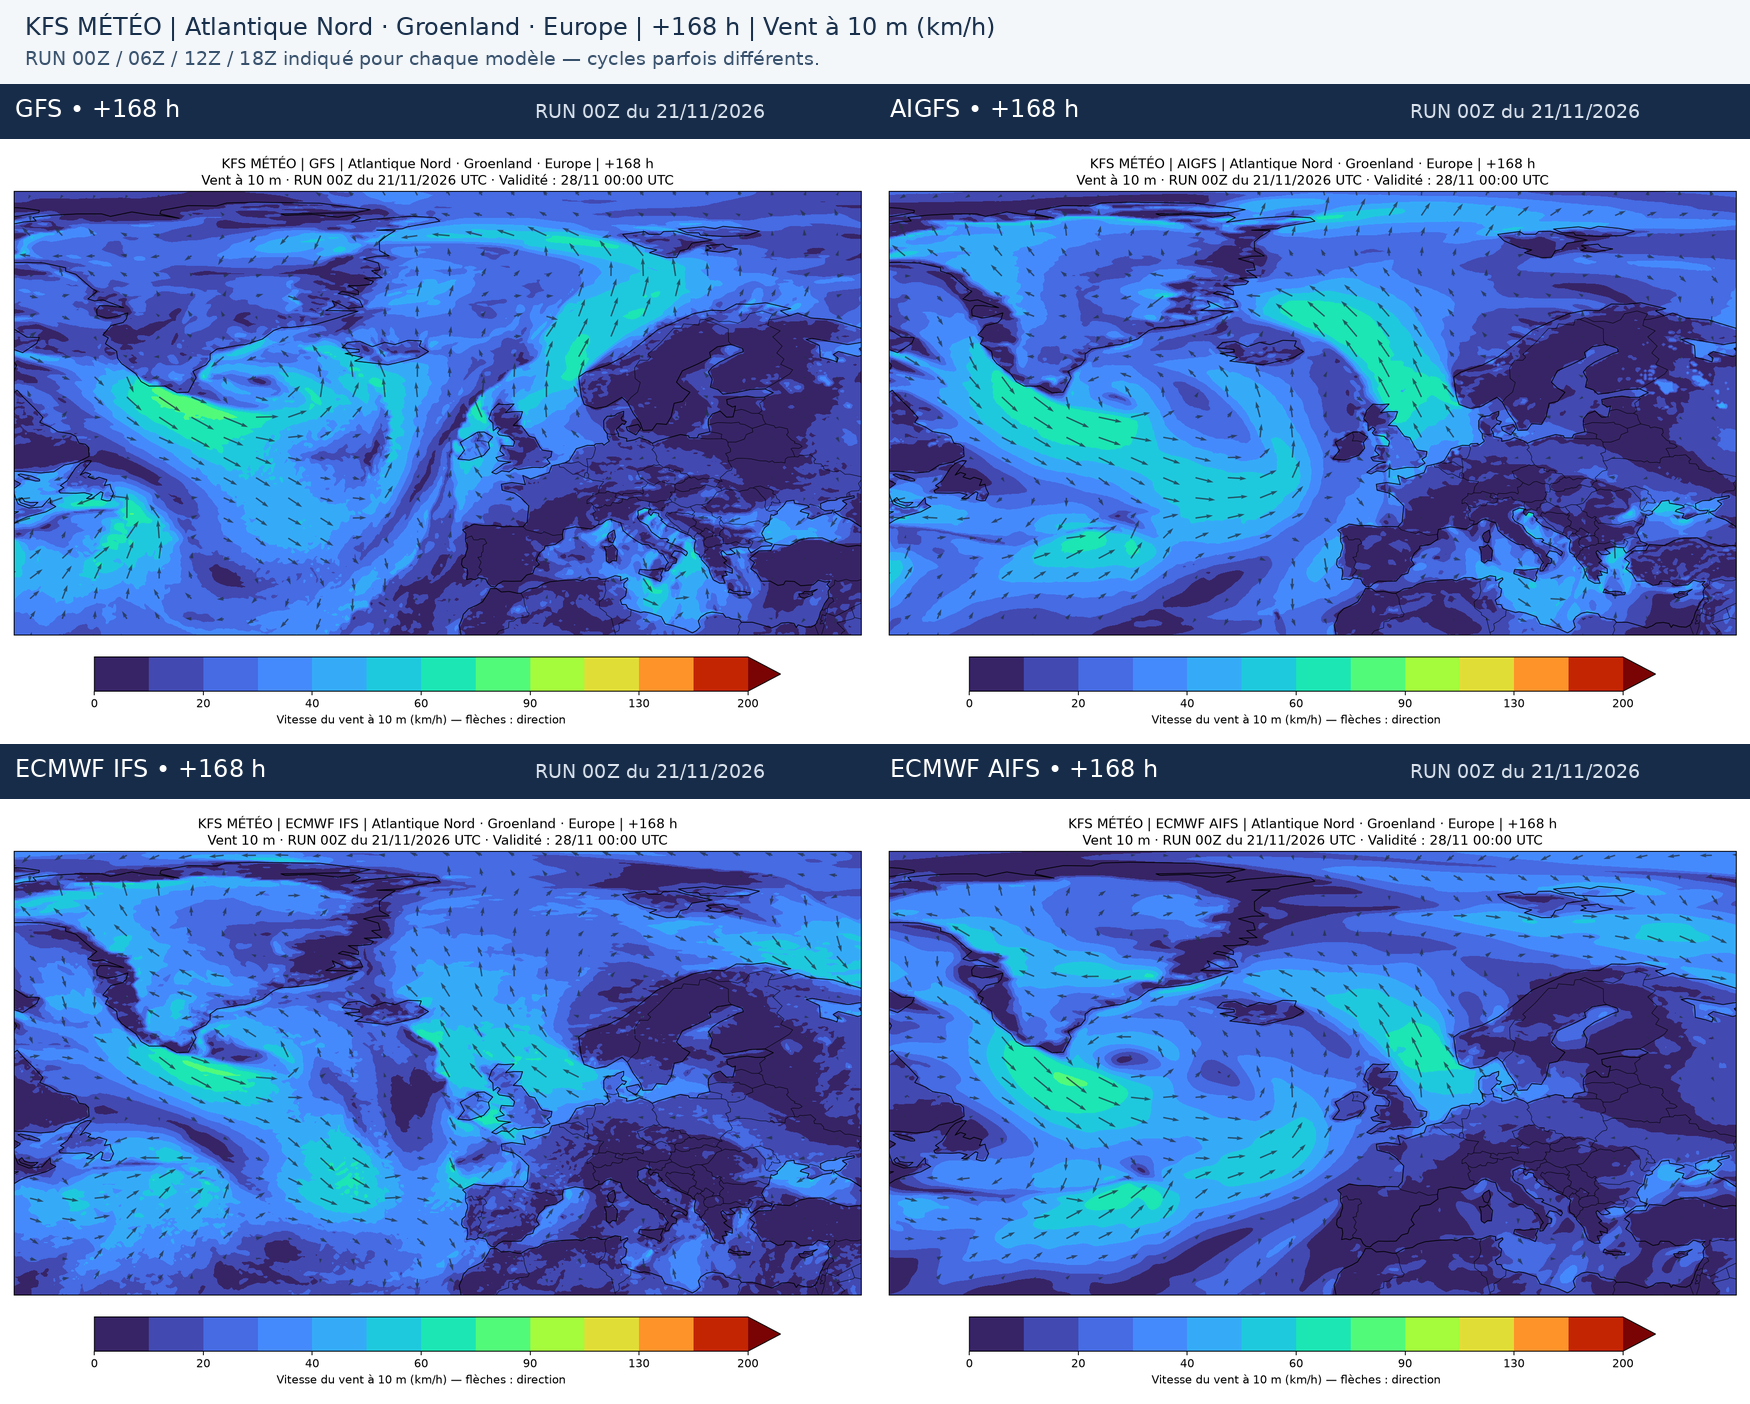 KFS MÉTÉO | Atlantique Nord · Groenland · Europe | +168 h | Vent à 10 m (km/h)
RUN 00Z / 06Z / 12Z / 18Z indiqué pour chaque modèle — cycles parfois différents.
GFS • +168 h
RUN 00Z du 21/11/2026
KFS MÉTÉO | GFS | Atlantique Nord · Groenland · Europe | +168 h
Vent à 10 m · RUN 00Z du 21/11/2026 UTC · Validité : 28/11 00:00 UTC
0 20 40 60 90 130 200
Vitesse du vent à 10 m (km/h) — flèches : direction
AIGFS • +168 h
RUN 00Z du 21/11/2026
KFS MÉTÉO | AIGFS | Atlantique Nord · Groenland · Europe | +168 h
Vent à 10 m · RUN 00Z du 21/11/2026 UTC · Validité : 28/11 00:00 UTC
0 20 40 60 90 130 200
Vitesse du vent à 10 m (km/h) — flèches : direction
ECMWF IFS • +168 h
RUN 00Z du 21/11/2026
KFS MÉTÉO | ECMWF IFS | Atlantique Nord · Groenland · Europe | +168 h
Vent 10 m · RUN 00Z du 21/11/2026 UTC · Validité : 28/11 00:00 UTC
0 20 40 60 90 130 200
Vitesse du vent à 10 m (km/h) — flèches : direction
ECMWF AIFS • +168 h
RUN 00Z du 21/11/2026
KFS MÉTÉO | ECMWF AIFS | Atlantique Nord · Groenland · Europe | +168 h
Vent 10 m · RUN 00Z du 21/11/2026 UTC · Validité : 28/11 00:00 UTC
0 20 40 60 90 130 200
Vitesse du vent à 10 m (km/h) — flèches : direction